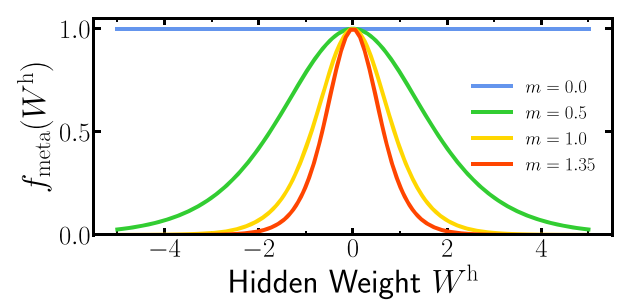 f_meta(W^h)
1.0
0.5
0.0
m = 0.0
m = 0.5
m = 1.0
m = 1.35
−4 −2 0 2 4
Hidden Weight W^h